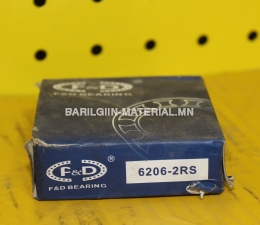 F&D
BARILGIIN-MATERIAL.MN
F&D ®
F&D BEARING
6206-2RS